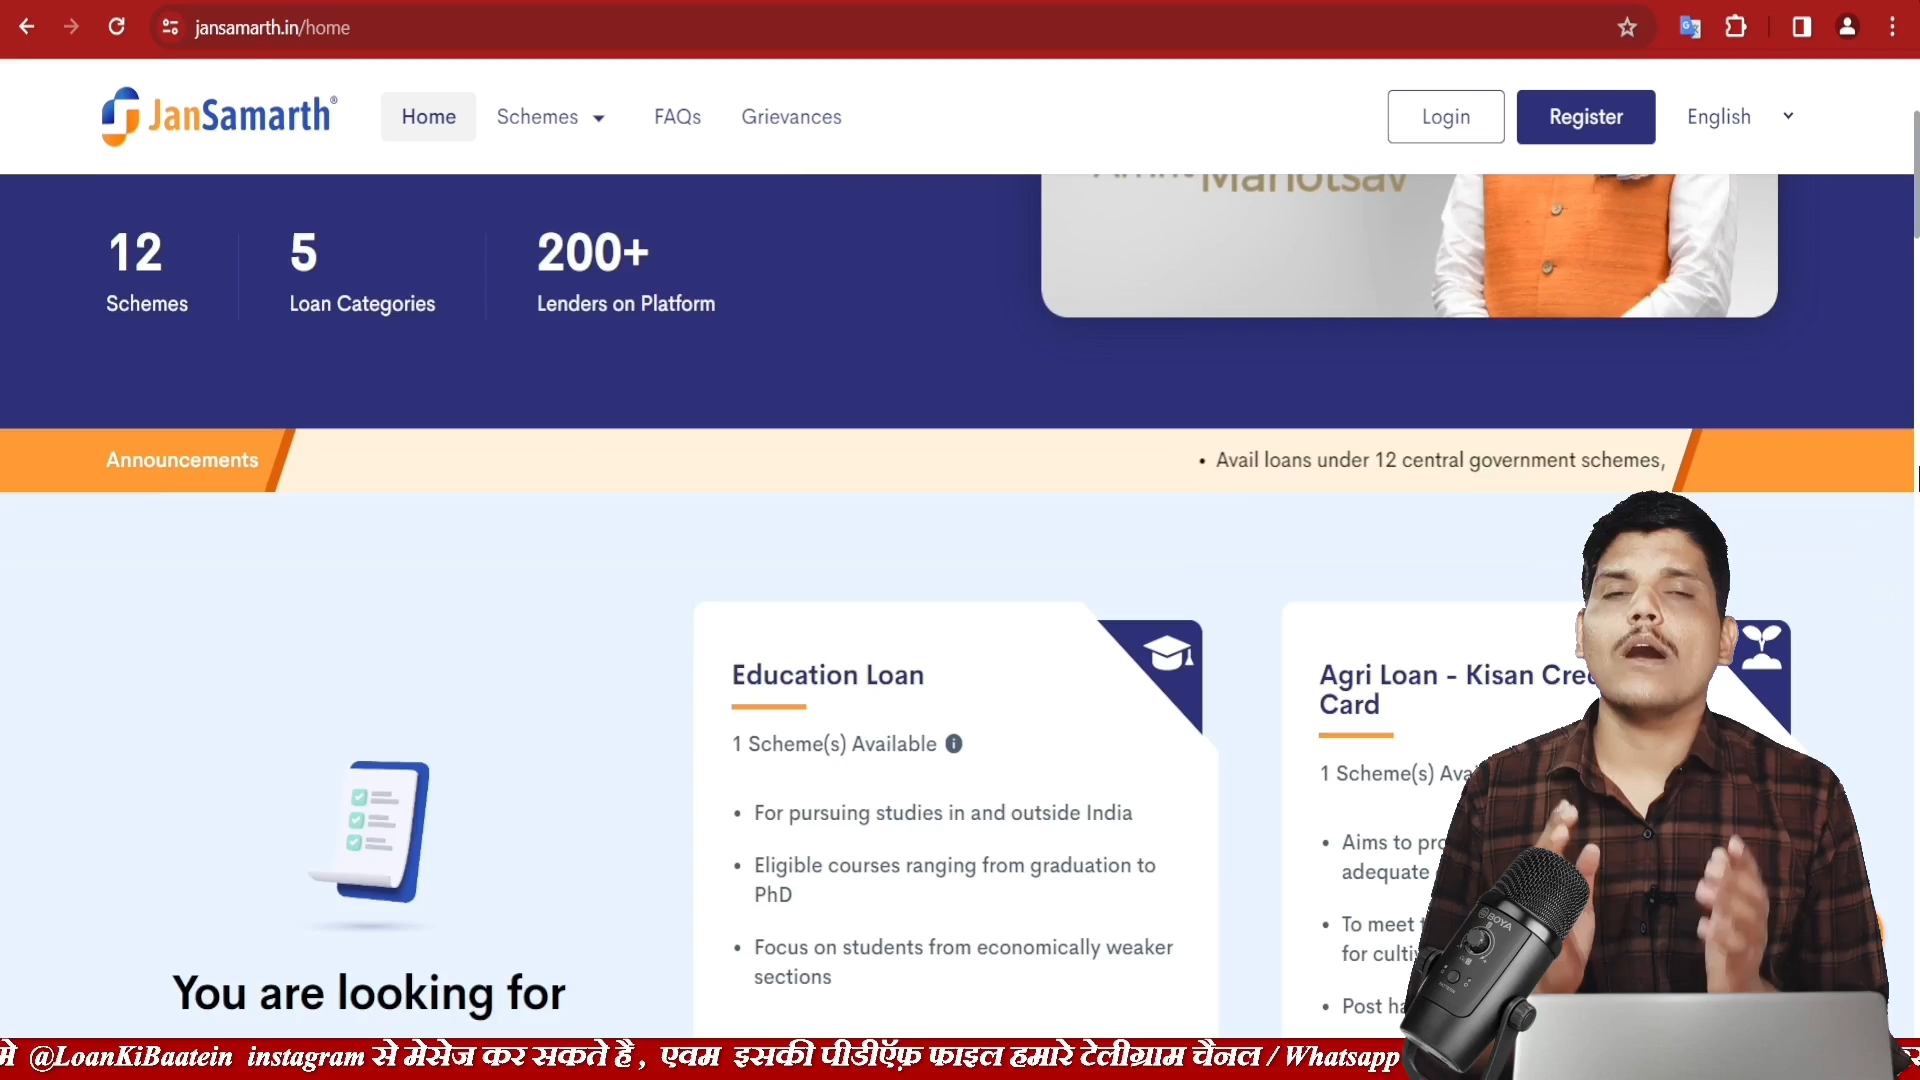 jansamarth.in/home
JanSamarth®
Home
Schemes
FAQs
Grievances
Login
Register
English
Mahotsav
12
Schemes
5
Loan Categories
200+
Lenders on Platform
Announcements
• Avail loans under 12 central government schemes,
Education Loan
1 Scheme(s) Available
• For pursuing studies in and outside India
• Eligible courses ranging from graduation to
PhD
• Focus on students from economically weaker
sections
Agri Loan - Kisan
Card
1 Scheme(s)
• Aims to
adequate
• To meet
for
• Post
BOYA
You are looking for
@LoanKiBaatein instagram से मेसेज कर सकते है , एवम इसकी पीडीऍफ़ फाइल हमारे टेलीग्राम चैनल / Whatsapp